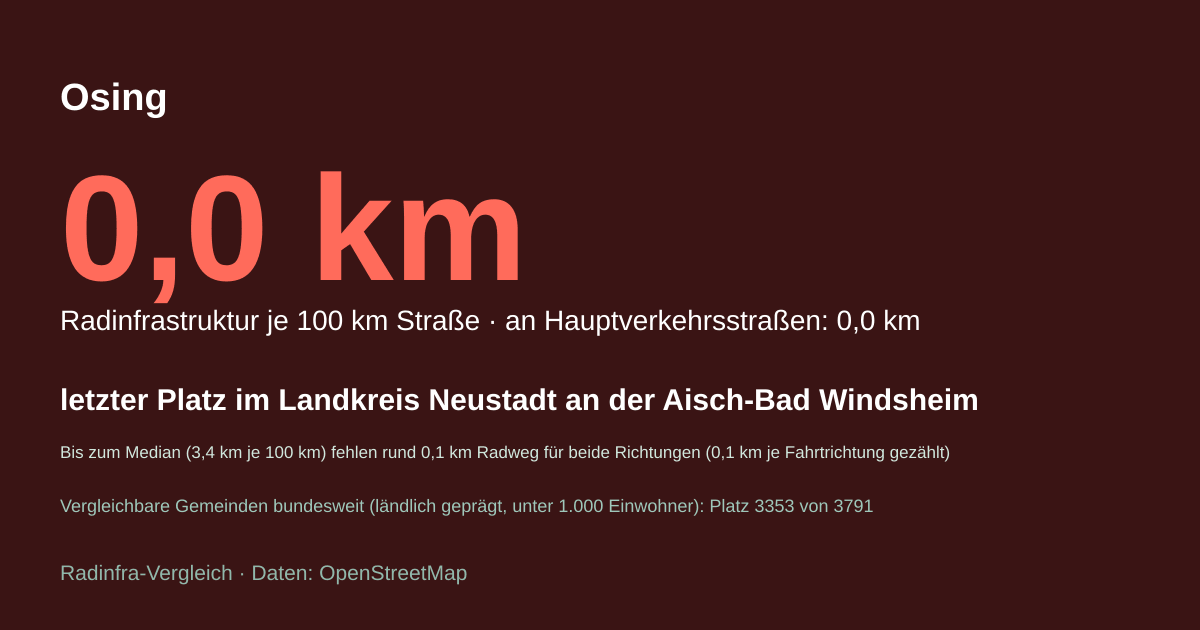 Osing
0,0 km
Radinfrastruktur je 100 km Straße · an Hauptverkehrsstraßen: 0,0 km
letzter Platz im Landkreis Neustadt an der Aisch-Bad Windsheim
Bis zum Median (3,4 km je 100 km) fehlen rund 0,1 km Radweg für beide Richtungen (0,1 km je Fahrtrichtung gezählt)
Vergleichbare Gemeinden bundesweit (ländlich geprägt, unter 1.000 Einwohner): Platz 3353 von 3791
Radinfra-Vergleich · Daten: OpenStreetMap